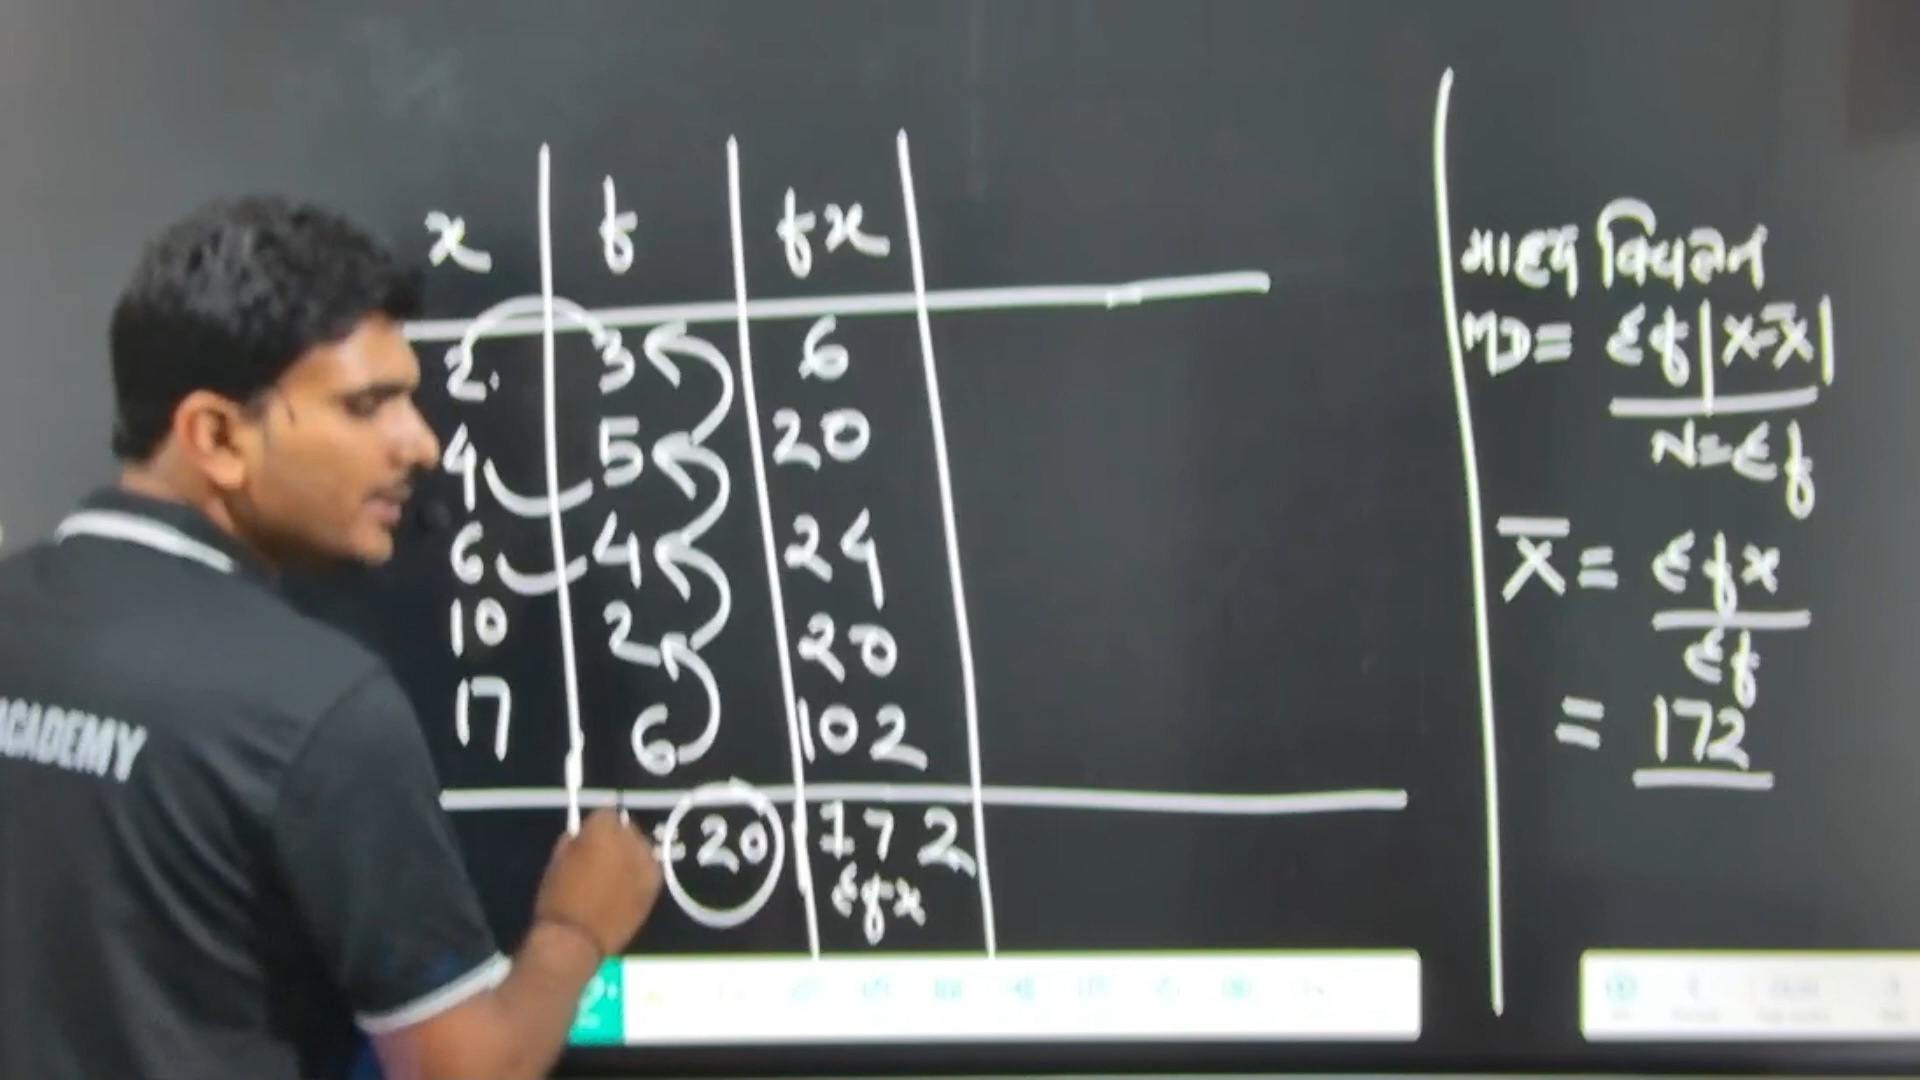 x f fx
2 3 6
4 5 20
6 4 24
10 2 20
17 6 102
= 20 172
Σfx
माध्य विचलन
MD = Σf|x-x̄|
N=Σf
X̄ = Σfx
Σf
= 172
ACADEMY